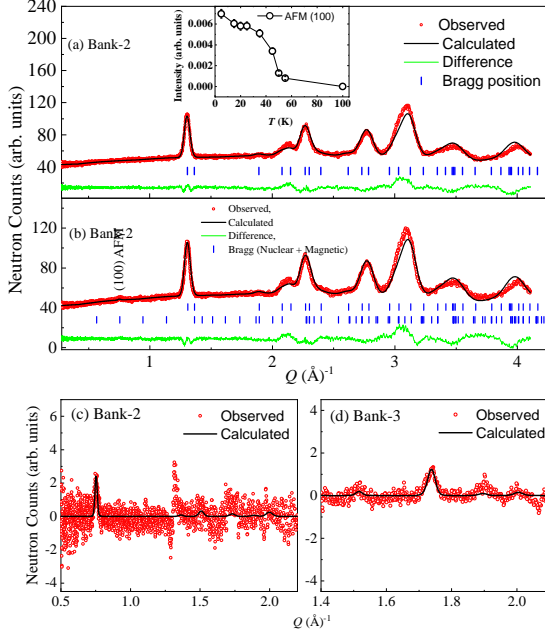 240
200
160
120
80
40
(a) Bank-2
Intensity (arb. units)
0.006
0.004
0.002
0.000
AFM (100)
0
20
40
60
80
100
T (K)
Observed
Calculated
Difference
Bragg position
Neutron Counts (arb. units)
120
80
40
0
(b) Bank-2
(100) AFM
Observed,
Calculated
Difference,
Bragg (Nuclear + Magnetic)
1
2
3
4
Q (Å)-1
Neutron Counts (arb. units)
6
4
2
0
-2
-4
(c) Bank-2
Observed
Calculated
0.5
1.0
1.5
2.0
4
2
0
-2
-4
(d) Bank-3
Observed
Calculated
1.4
1.6
1.8
2.0
Q (Å)-1